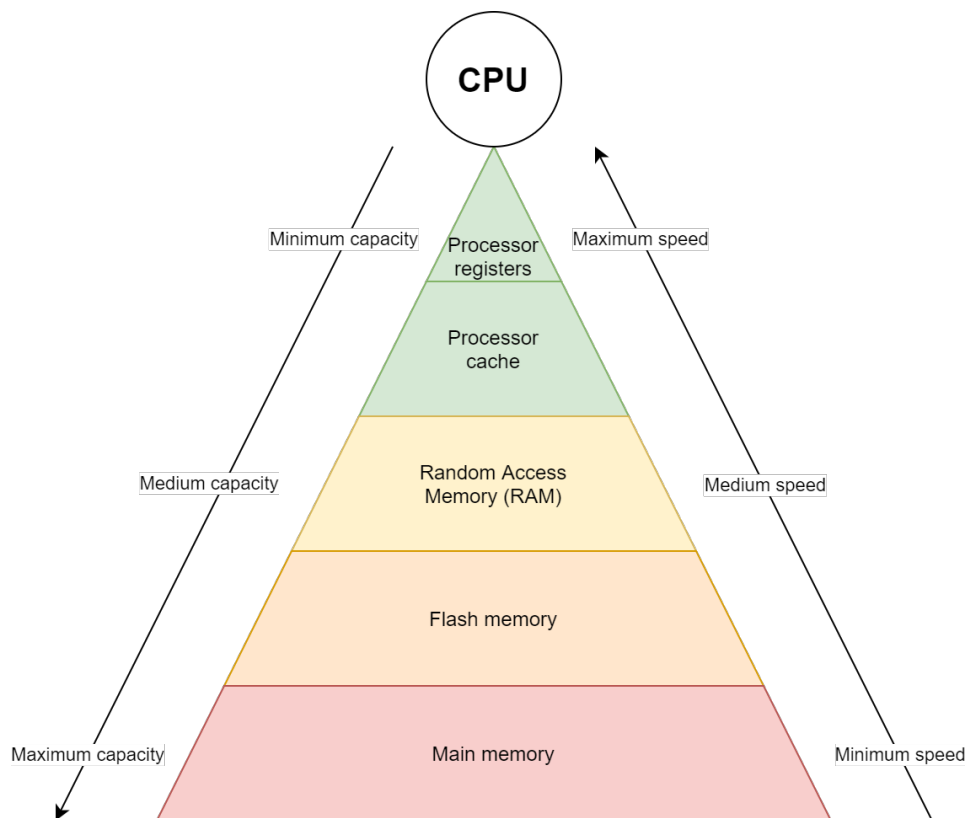 CPU
Minimum capacity
Maximum speed
Processor
registers
Processor
cache
Random Access
Memory (RAM)
Medium capacity
Medium speed
Flash memory
Maximum capacity
Main memory
Minimum speed